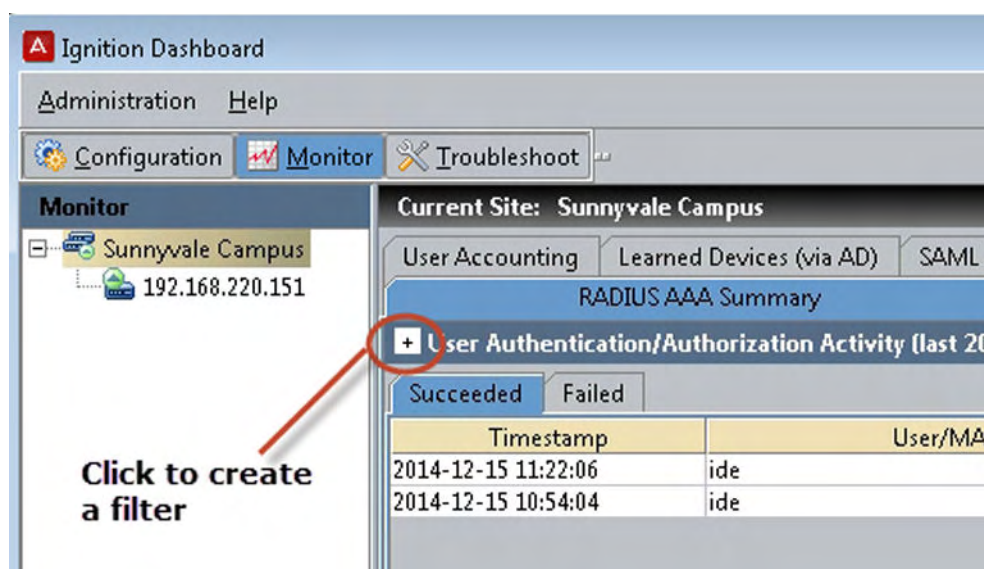 Ignition Dashboard
Administration Help
Configuration Monitor Troubleshoot
Monitor
Current Site: Sunnyvale Campus
Sunnyvale Campus
192.168.220.151
User Accounting Learned Devices (via AD) SAML
RADIUS AAA Summary
+ User Authentication/Authorization Activity (last 20
Succeeded Failed
Timestamp User/MA
2014-12-15 11:22:06 ide
2014-12-15 10:54:04 ide
Click to create
a filter